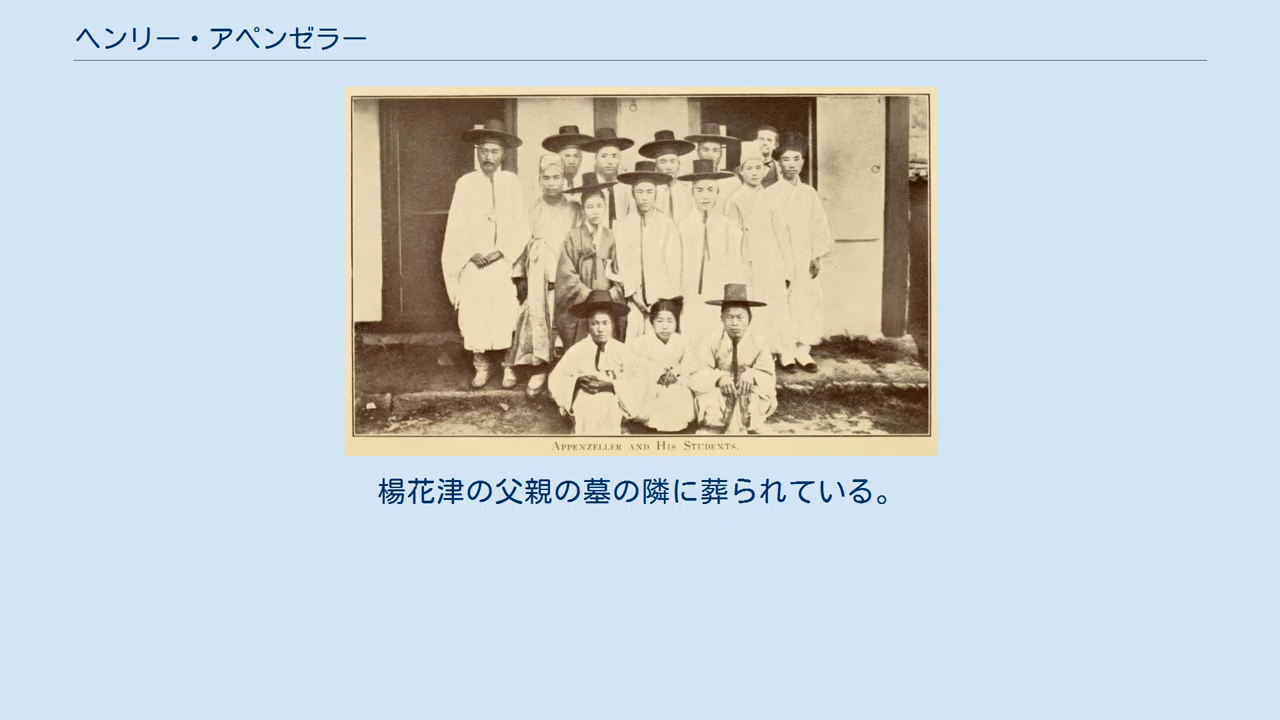 ヘンリー・アペンゼラー
Appenzeller and His Students.
楊花津の父親の墓の隣に葬られている。